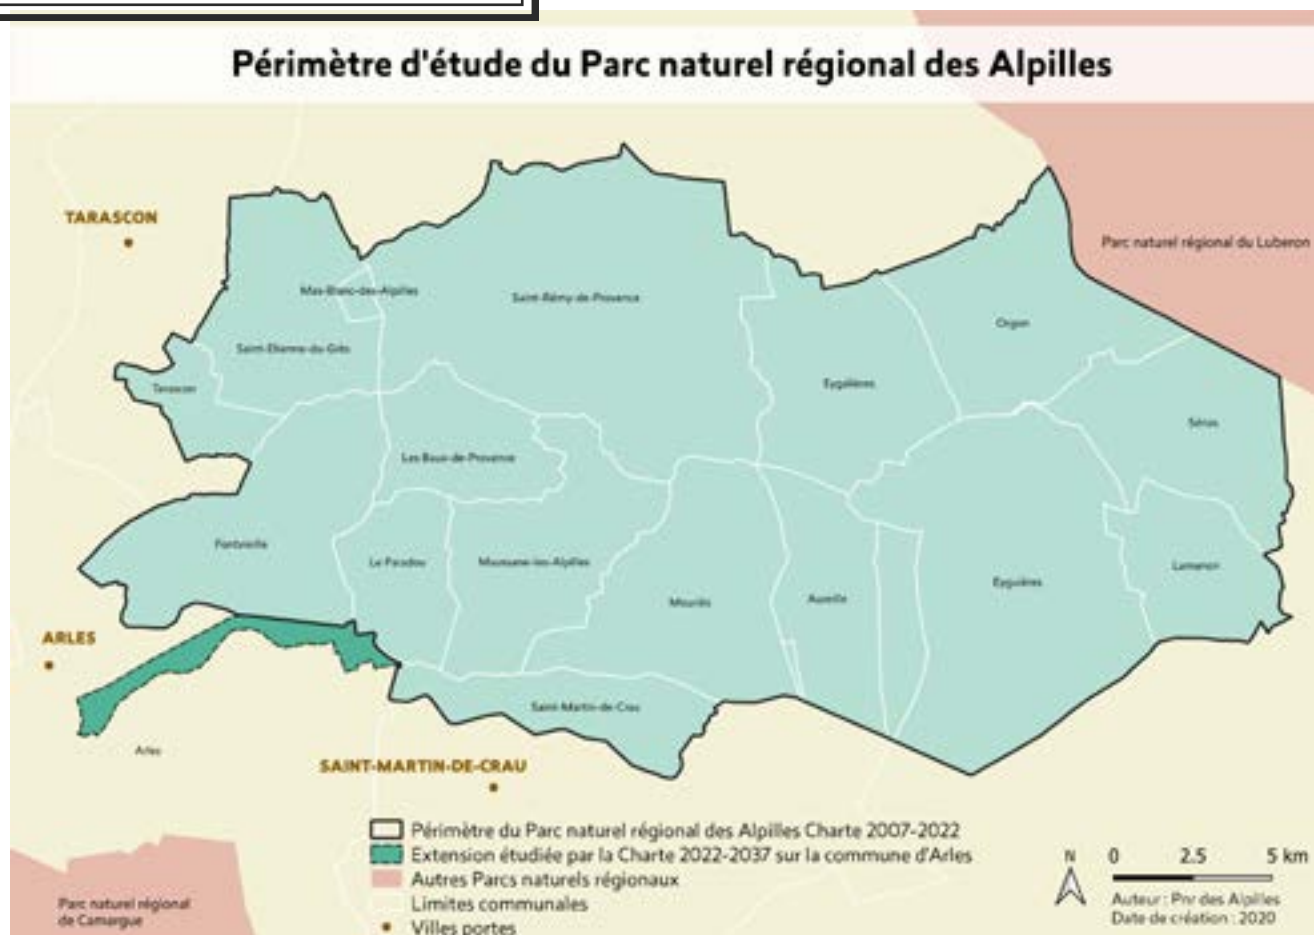 Périmètre d'étude du Parc naturel régional des Alpilles
TARASCON
Parc naturel régional du Luberon
Mas-Blanc-des-Alpilles
Saint-Rémy-de-Provence
Orgon
Saint-Etienne-du-Grès
Tarascon
Eygalières
Sénas
Les Baux-de-Provence
Fontvieille
Le Paradou
Maussane-les-Alpilles
Mouriès
Aureille
Eyguières
Lamanon
ARLES
Saint-Martin-de-Crau
Arles
SAINT-MARTIN-DE-CRAU
Périmètre du Parc naturel régional des Alpilles Charte 2007-2022
Extension étudiée par la Charte 2022-2037 sur la commune d'Arles
Autres Parcs naturels régionaux
Limites communales
Villes portes
Parc naturel régional
de Camargue
N 0 2.5 5 km
Auteur : Pnr des Alpilles
Date de création : 2020